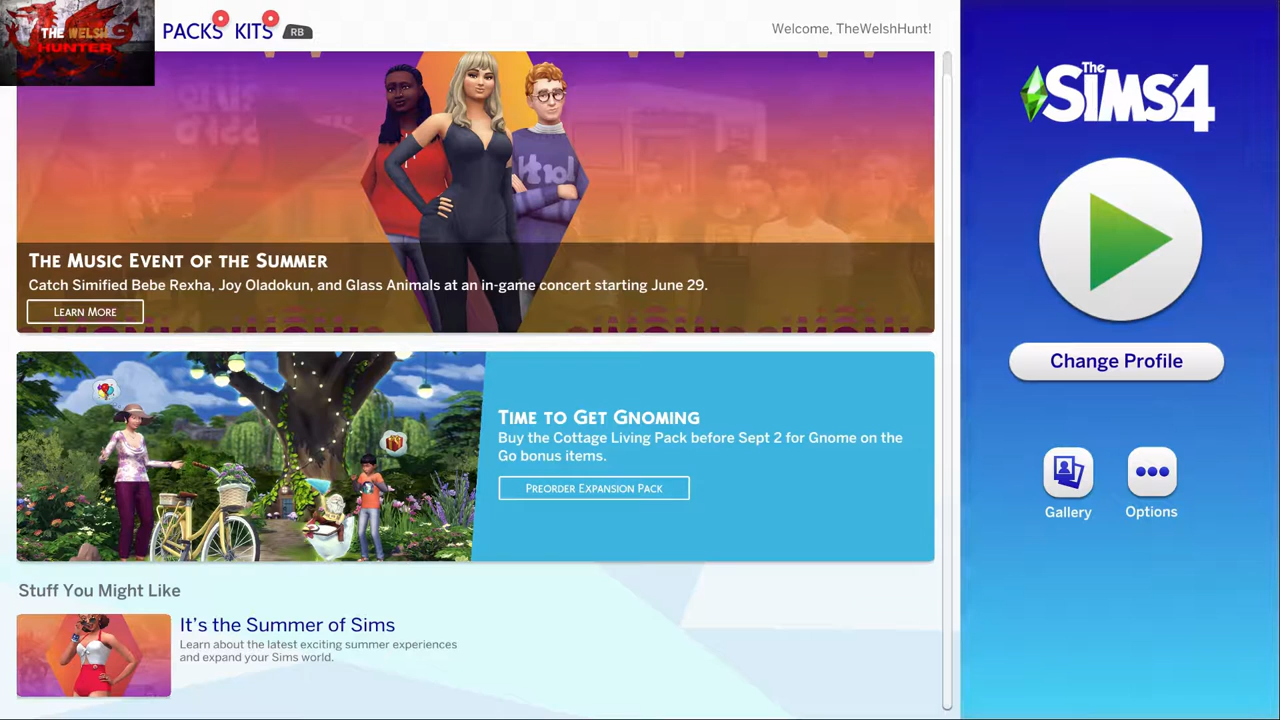 THE WELSH
HUNTER
PACKS KITS RB
Welcome, TheWelshHunt!
THE MUSIC EVENT OF THE SUMMER
Catch Simified Bebe Rexha, Joy Oladokun, and Glass Animals at an in-game concert starting June 29.
LEARN MORE
TIME TO GET GNOMING
Buy the Cottage Living Pack before Sept 2 for Gnome on the
Go bonus items.
PREORDER EXPANSION PACK
Stuff You Might Like
It's the Summer of Sims
Learn about the latest exciting summer experiences
and expand your Sims world.
The
SIMS4
Change Profile
Gallery Options